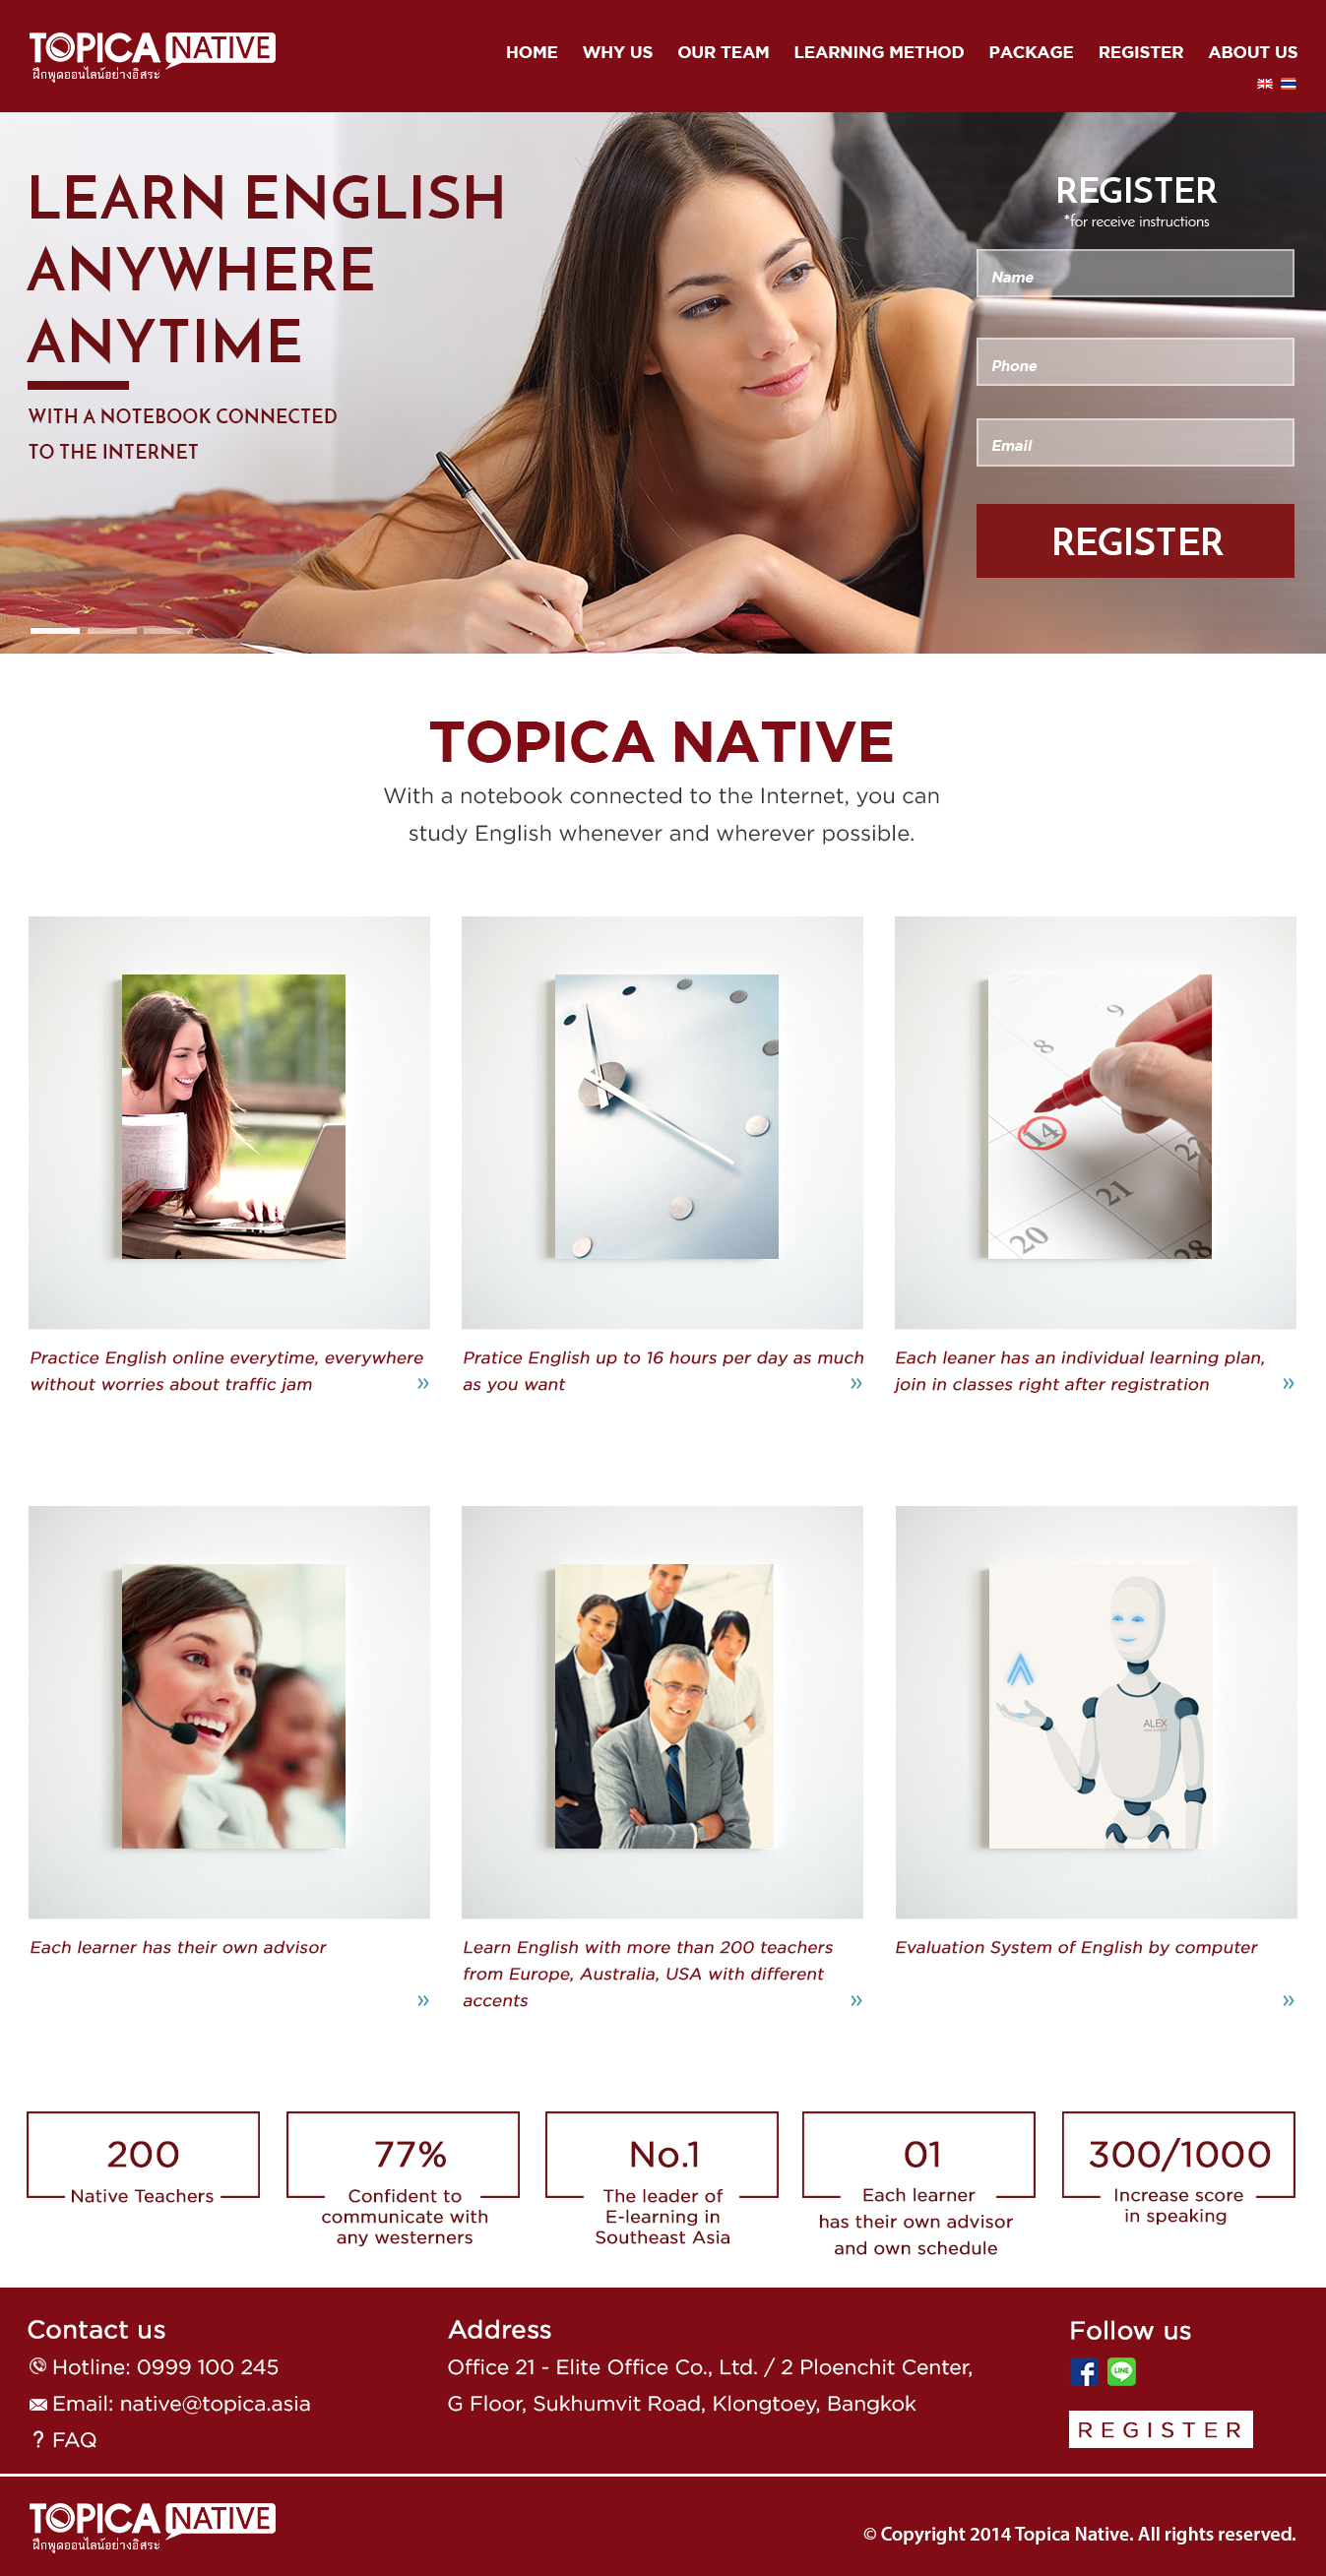 TOPICA NATIVE
ฝึกพูดออนไลน์อย่างอิสระ
HOME WHY US OUR TEAM LEARNING METHOD PACKAGE REGISTER ABOUT US
LEARN ENGLISH
ANYWHERE
ANYTIME
WITH A NOTEBOOK CONNECTED
TO THE INTERNET
REGISTER
*for receive instructions
Name
Phone
Email
REGISTER
TOPICA NATIVE
With a notebook connected to the Internet, you can
study English whenever and wherever possible.
8 9
14 22
20 21 28
Practice English online everytime, everywhere
without worries about traffic jam »
Pratice English up to 16 hours per day as much
as you want »
Each leaner has an individual learning plan,
join in classes right after registration »
ALEX
Each learner has their own advisor
»
Learn English with more than 200 teachers
from Europe, Australia, USA with different
accents »
Evaluation System of English by computer
»
200
Native Teachers
77%
Confident to
communicate with
any westerners
No.1
The leader of
E-learning in
Southeast Asia
01
Each learner
has their own advisor
and own schedule
300/1000
Increase score
in speaking
Contact us
Hotline: 0999 100 245
Email: native@topica.asia
? FAQ
Address
Office 21 - Elite Office Co., Ltd. / 2 Ploenchit Center,
G Floor, Sukhumvit Road, Klongtoey, Bangkok
Follow us
f LINE
REGISTER
TOPICA NATIVE
ฝึกพูดออนไลน์อย่างอิสระ
© Copyright 2014 Topica Native. All rights reserved.